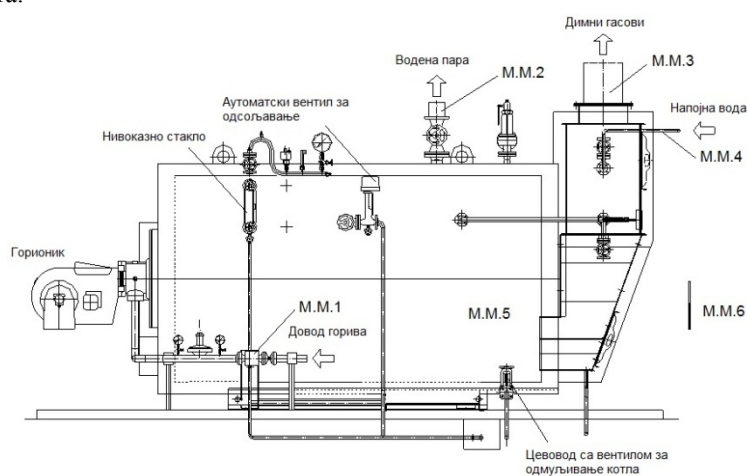 Димни гасови
Водена пара
М.М.2
М.М.3
Аутоматски вентил за
одсољавање
Напојна вода
Нивоказно стакло
М.М.4
Горионик
М.М.1
М.М.5
М.М.6
Довод горива
Цевовод са вентилом за
одмуљивање котла